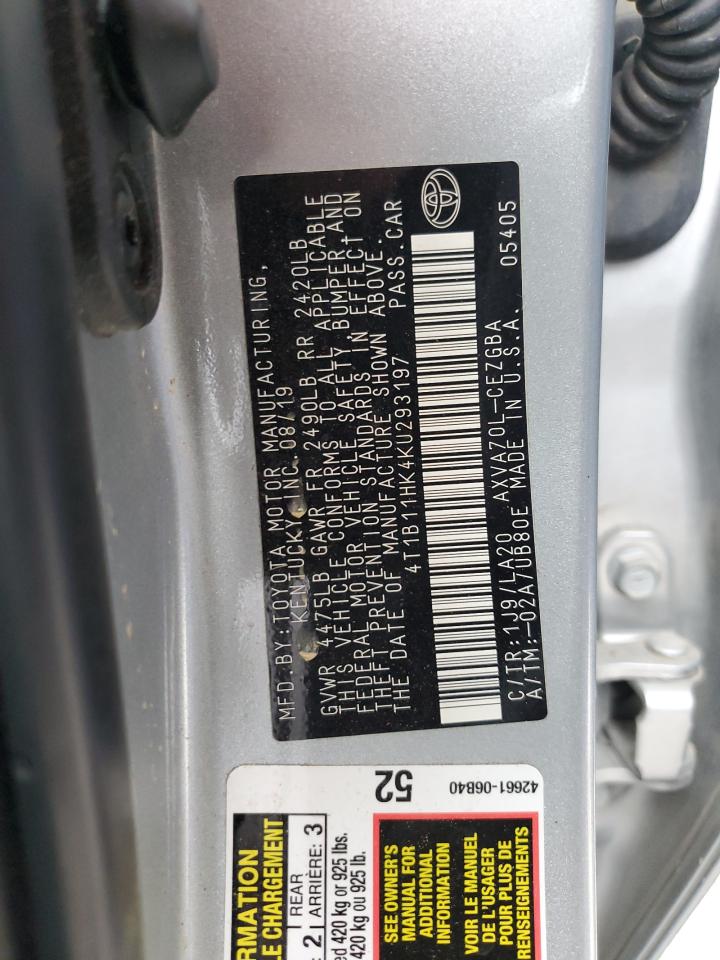 MFD.BY:TOYOTA MOTOR MANUFACTURING,
KENTUCKY, INC. 08/19
GVWR 4475LB GAWR FR 2490LB RR 2420LB
THIS VEHICLE CONFORMS TO ALL APPLICABLE
FEDERAL MOTOR VEHICLE SAFETY, BUMPER AND
THEFT PREVENTION STANDARDS IN EFFECT ON
THE DATE OF MANUFACTURE SHOWN ABOVE.
4T1B11HK4KU293197 PASS.CAR
C/TR:1J9/LA20 AXVA70L-CEZGBA
A/TM:-02A/UB80E MADE IN U.S.A. 05405
RMATION
LE CHARGEMENT
: 2 REAR
ARRIÈRE: 3
ed 420 kg or 925 lbs.
420 kg ou 925 lb.
52
SEE OWNER'S
MANUAL FOR
ADDITIONAL
INFORMATION
VOIR LE MANUEL
DE L'USAGER
POUR PLUS DE
RENSEIGNEMENTS
42661-06B40